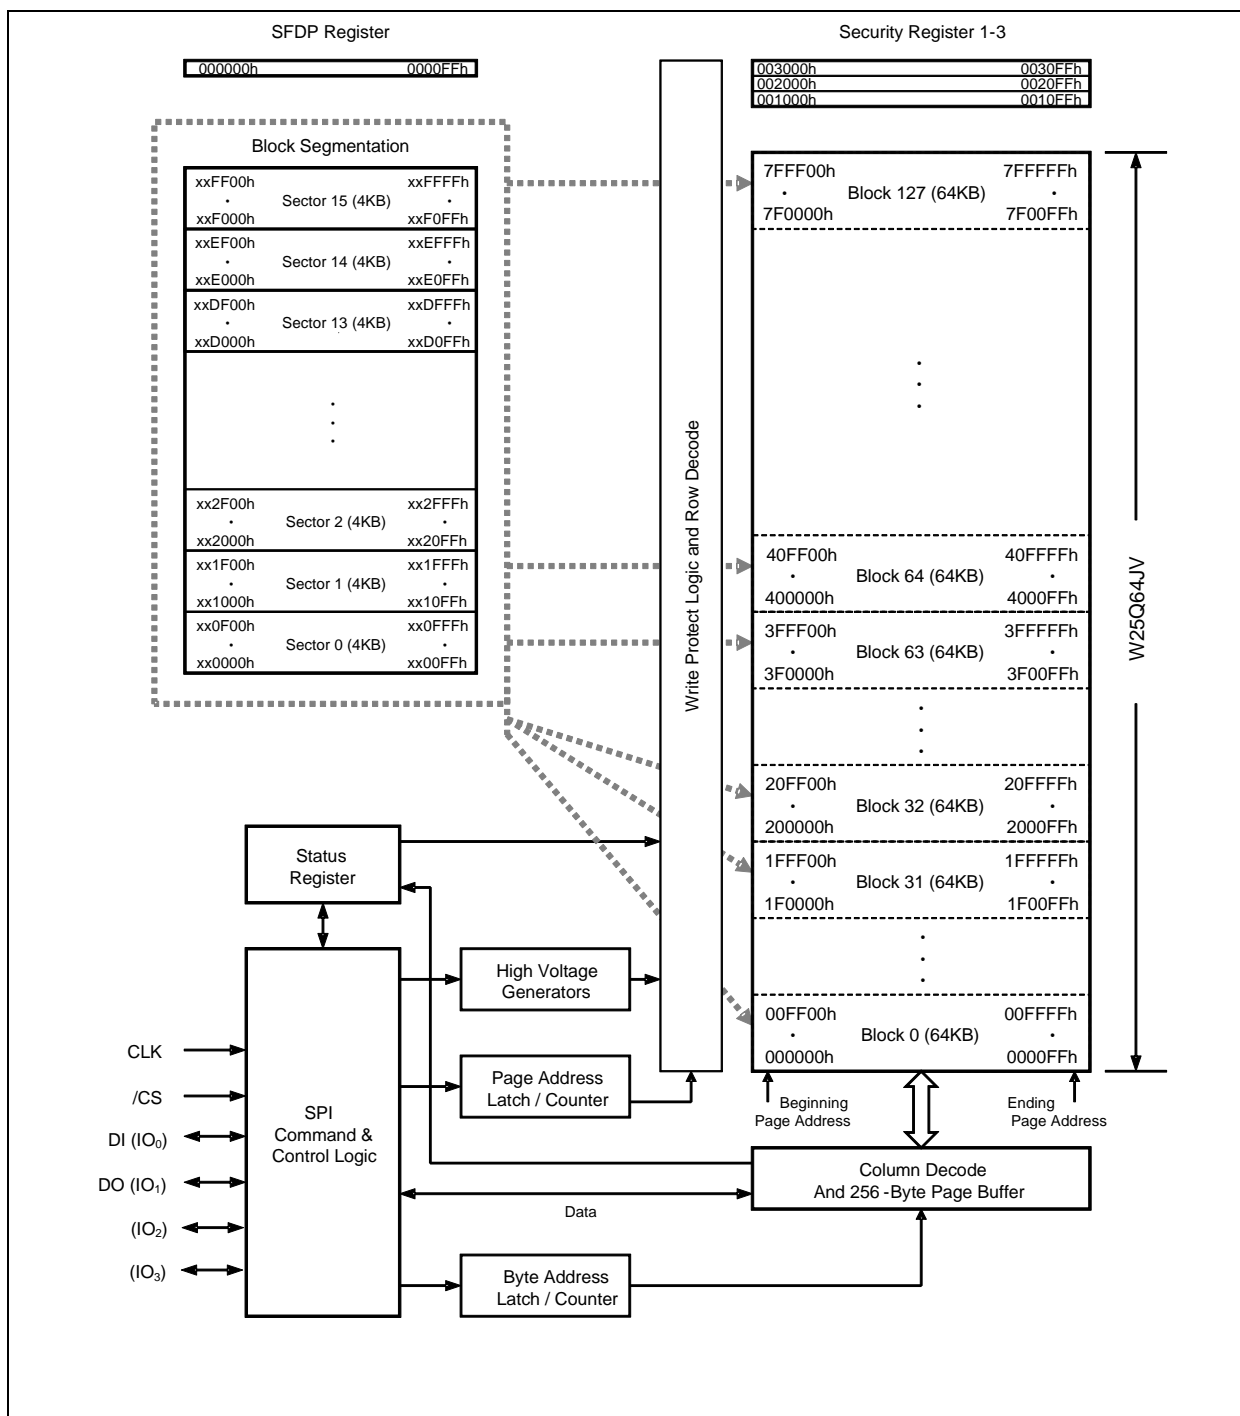 SFDP Register
000000h 0000FFh
Block Segmentation
xxFF00h xxFFFFh
Sector 15 (4KB)
xxF000h xxF0FFh
xxEF00h xxEFFFh
Sector 14 (4KB)
xxE000h xxE0FFh
xxDF00h xxDFFFh
Sector 13 (4KB)
xxD000h xxD0FFh
xx2F00h xx2FFFh
Sector 2 (4KB)
xx2000h xx20FFh
xx1F00h xx1FFFh
Sector 1 (4KB)
xx1000h xx10FFh
xx0F00h xx0FFFh
Sector 0 (4KB)
xx0000h xx00FFh
Write Protect Logic and Row Decode
Security Register 1-3
003000h 0030FFh
002000h 0020FFh
001000h 0010FFh
7FFF00h 7FFFFFh
Block 127 (64KB)
7F0000h 7F00FFh
40FF00h 40FFFFh
Block 64 (64KB)
400000h 4000FFh
3FFF00h 3FFFFFh
Block 63 (64KB)
3F0000h 3F00FFh
20FF00h 20FFFFh
Block 32 (64KB)
200000h 2000FFh
1FFF00h 1FFFFFh
Block 31 (64KB)
1F0000h 1F00FFh
00FF00h 00FFFFh
Block 0 (64KB)
000000h 0000FFh
W25Q64JV
Beginning
Page Address
Ending
Page Address
Status
Register
High Voltage
Generators
Page Address
Latch / Counter
SPI
Command &
Control Logic
CLK
/CS
DI (IO₀)
DO (IO₁)
(IO₂)
(IO₃)
Data
Column Decode
And 256 -Byte Page Buffer
Byte Address
Latch / Counter